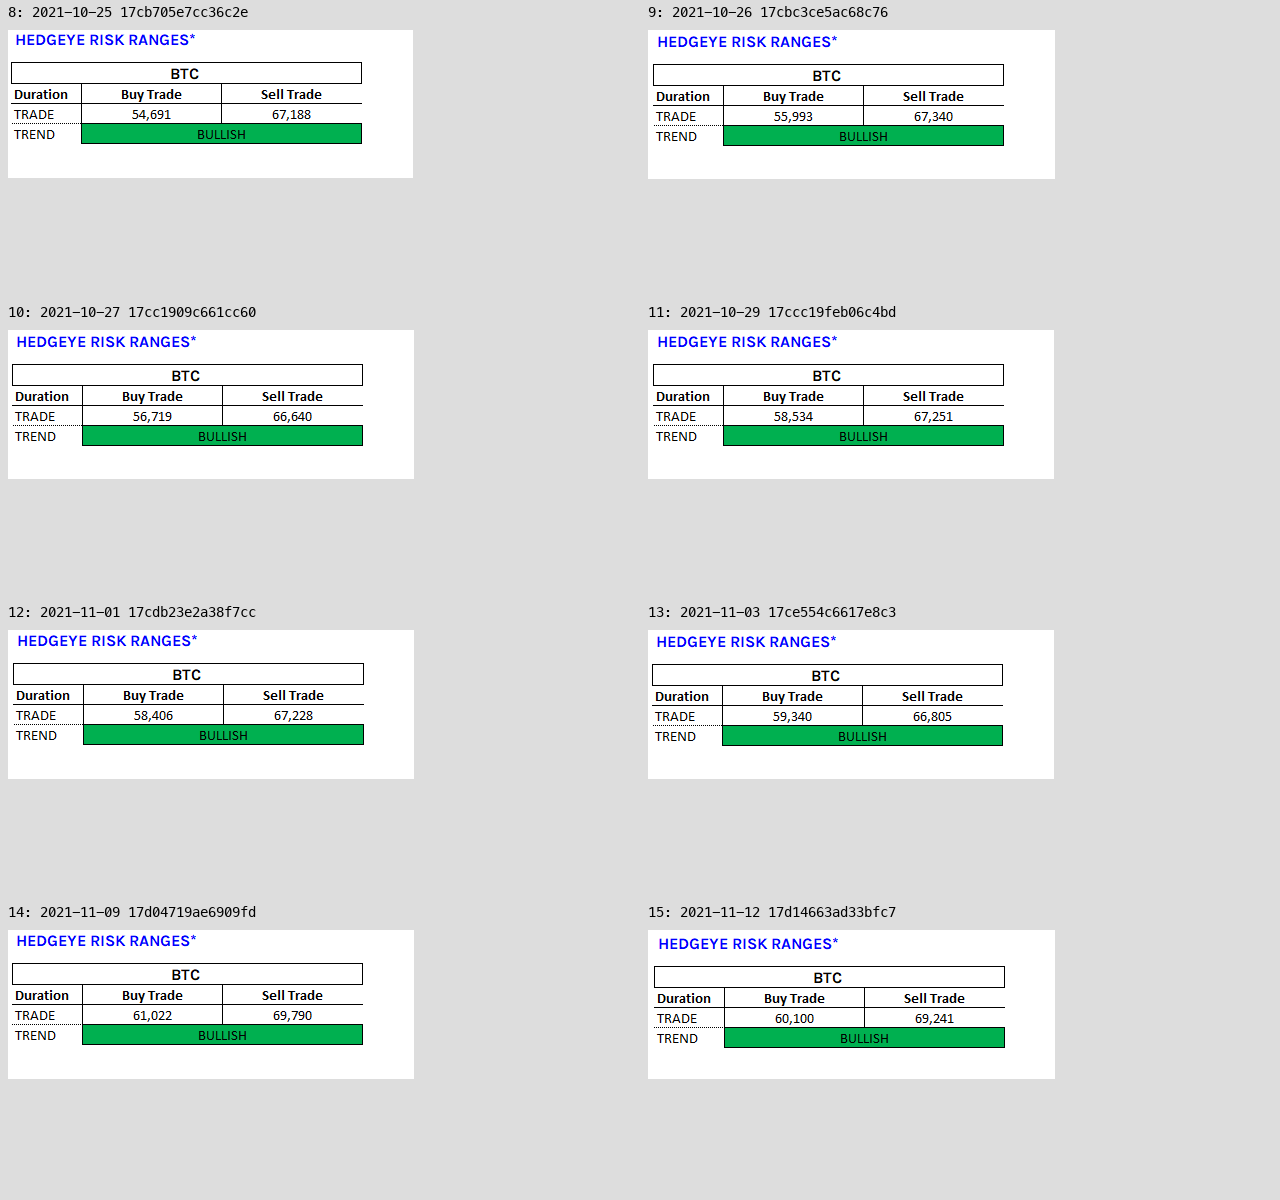 8: 2021-10-25 17cb705e7cc36c2e
HEDGEYE RISK RANGES*
BTC
Duration Buy Trade Sell Trade
TRADE 54,691 67,188
TREND BULLISH
9: 2021-10-26 17cbc3ce5ac68c76
HEDGEYE RISK RANGES*
BTC
Duration Buy Trade Sell Trade
TRADE 55,993 67,340
TREND BULLISH
10: 2021-10-27 17cc1909c661cc60
HEDGEYE RISK RANGES*
BTC
Duration Buy Trade Sell Trade
TRADE 56,719 66,640
TREND BULLISH
11: 2021-10-29 17ccc19feb06c4bd
HEDGEYE RISK RANGES*
BTC
Duration Buy Trade Sell Trade
TRADE 58,534 67,251
TREND BULLISH
12: 2021-11-01 17cdb23e2a38f7cc
HEDGEYE RISK RANGES*
BTC
Duration Buy Trade Sell Trade
TRADE 58,406 67,228
TREND BULLISH
13: 2021-11-03 17ce554c6617e8c3
HEDGEYE RISK RANGES*
BTC
Duration Buy Trade Sell Trade
TRADE 59,340 66,805
TREND BULLISH
14: 2021-11-09 17d04719ae6909fd
HEDGEYE RISK RANGES*
BTC
Duration Buy Trade Sell Trade
TRADE 61,022 69,790
TREND BULLISH
15: 2021-11-12 17d14663ad33bfc7
HEDGEYE RISK RANGES*
BTC
Duration Buy Trade Sell Trade
TRADE 60,100 69,241
TREND BULLISH